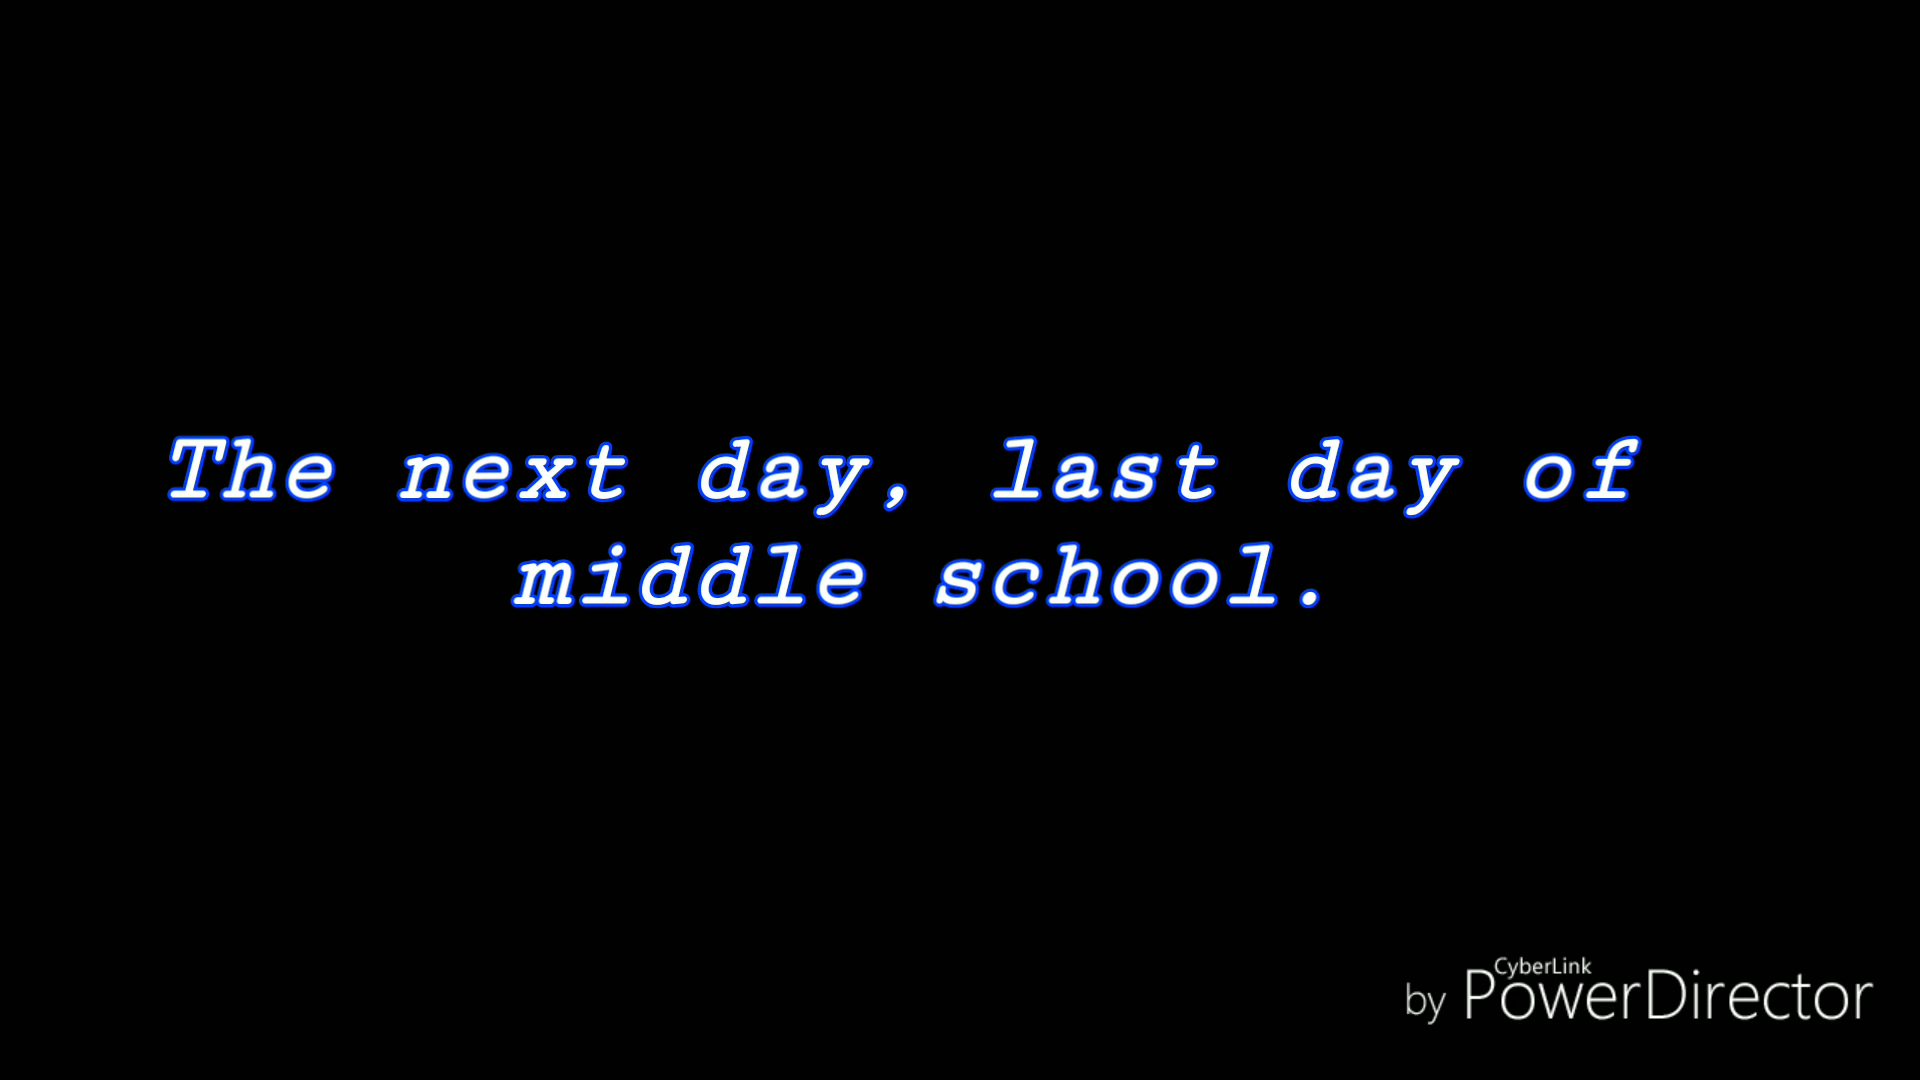 The next day, last day of
middle school.
by CyberLink PowerDirector